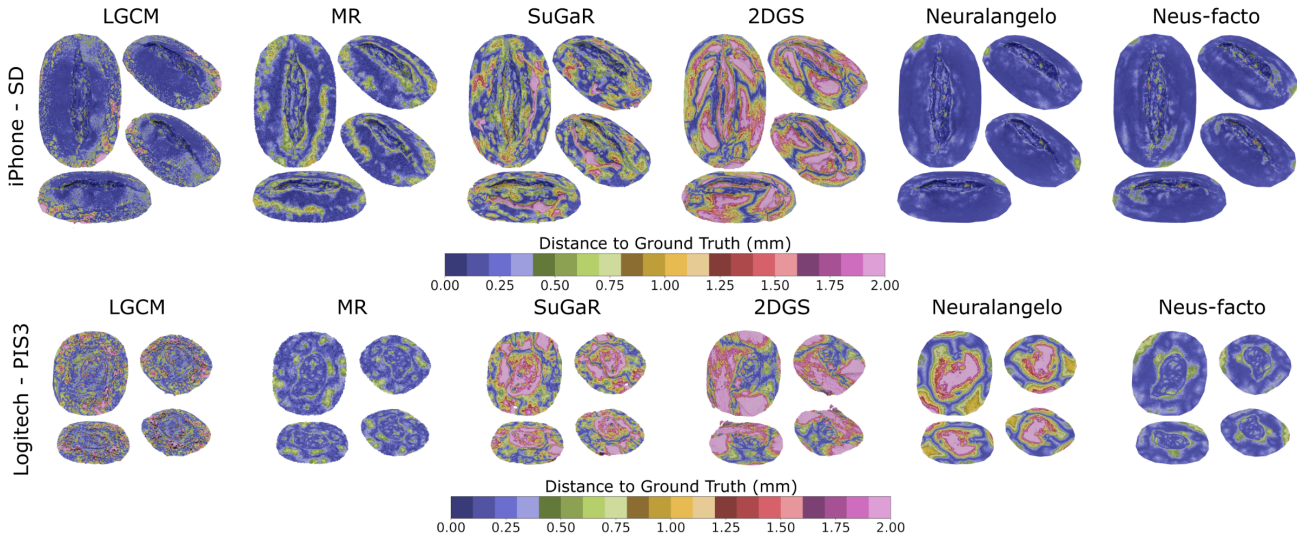 LGCM MR SuGaR 2DGS Neuralangelo Neus-facto
iPhone - SD
Distance to Ground Truth (mm)
0.00 0.25 0.50 0.75 1.00 1.25 1.50 1.75 2.00
LGCM MR SuGaR 2DGS Neuralangelo Neus-facto
Logitech - PIS3
Distance to Ground Truth (mm)
0.00 0.25 0.50 0.75 1.00 1.25 1.50 1.75 2.00